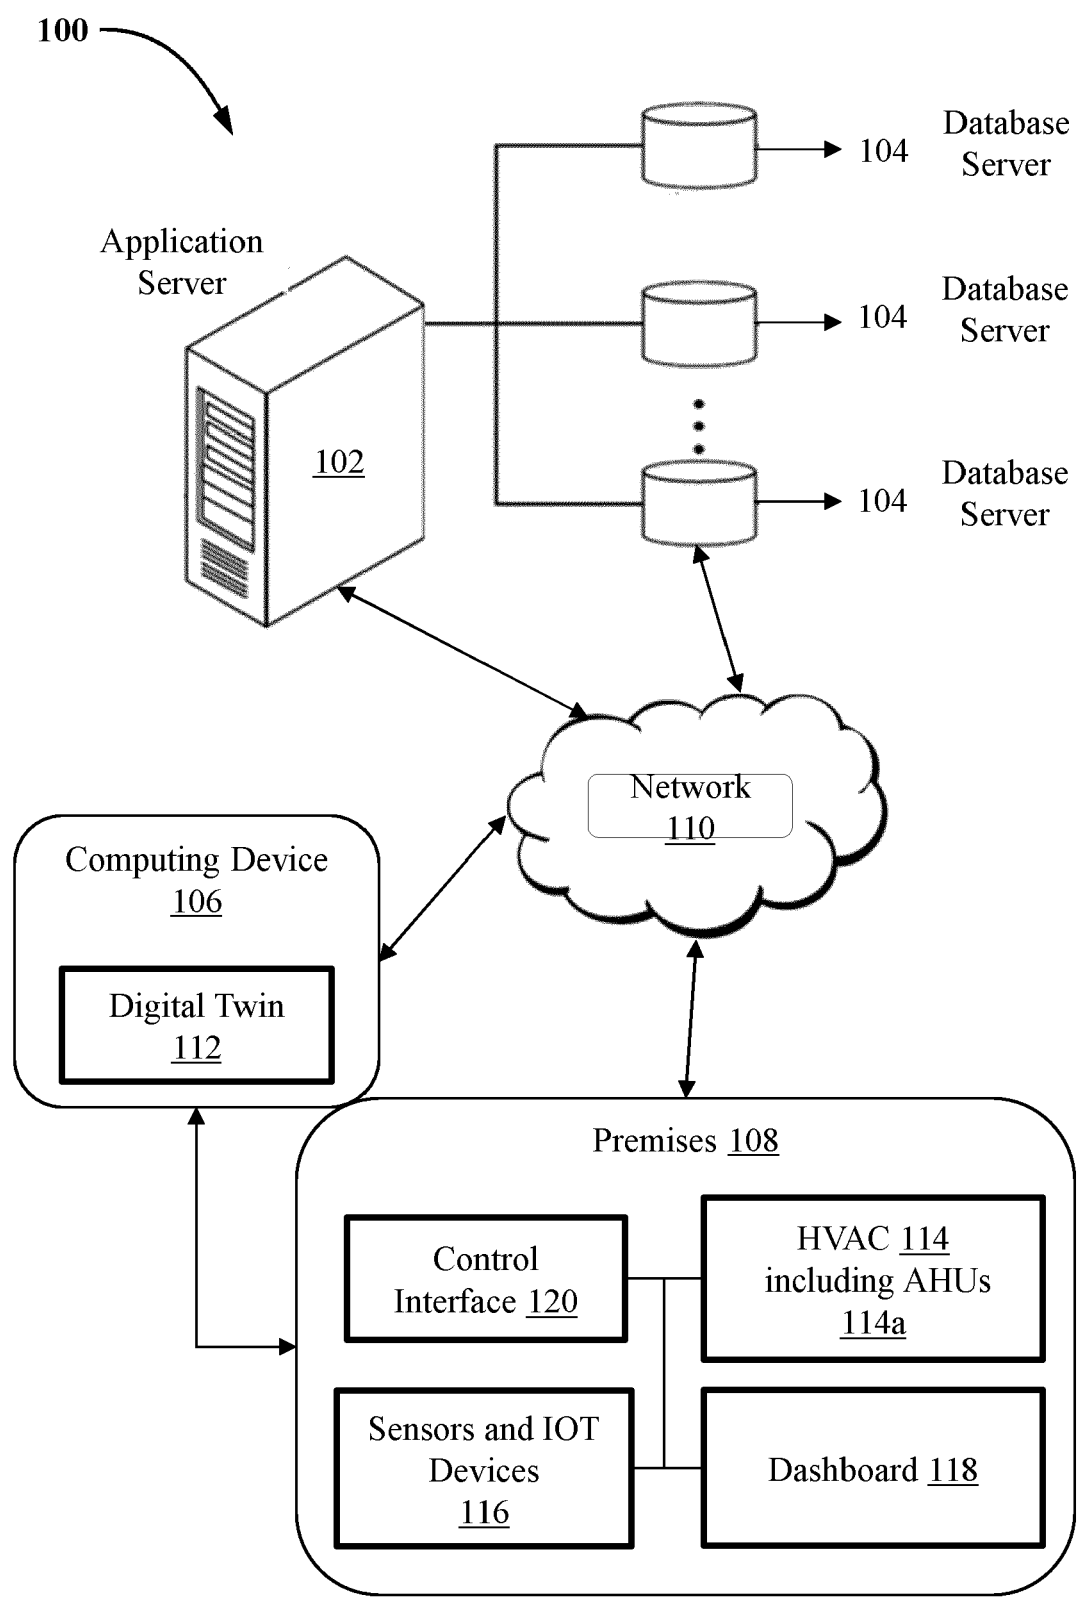 100
Database
Server
104
Application
Server
Database
Server
104
102
Database
Server
104
Network
110
Computing Device
106
Digital Twin
112
Premises 108
Control
Interface 120
HVAC 114
including AHUs
114a
Sensors and IOT
Devices
116
Dashboard 118